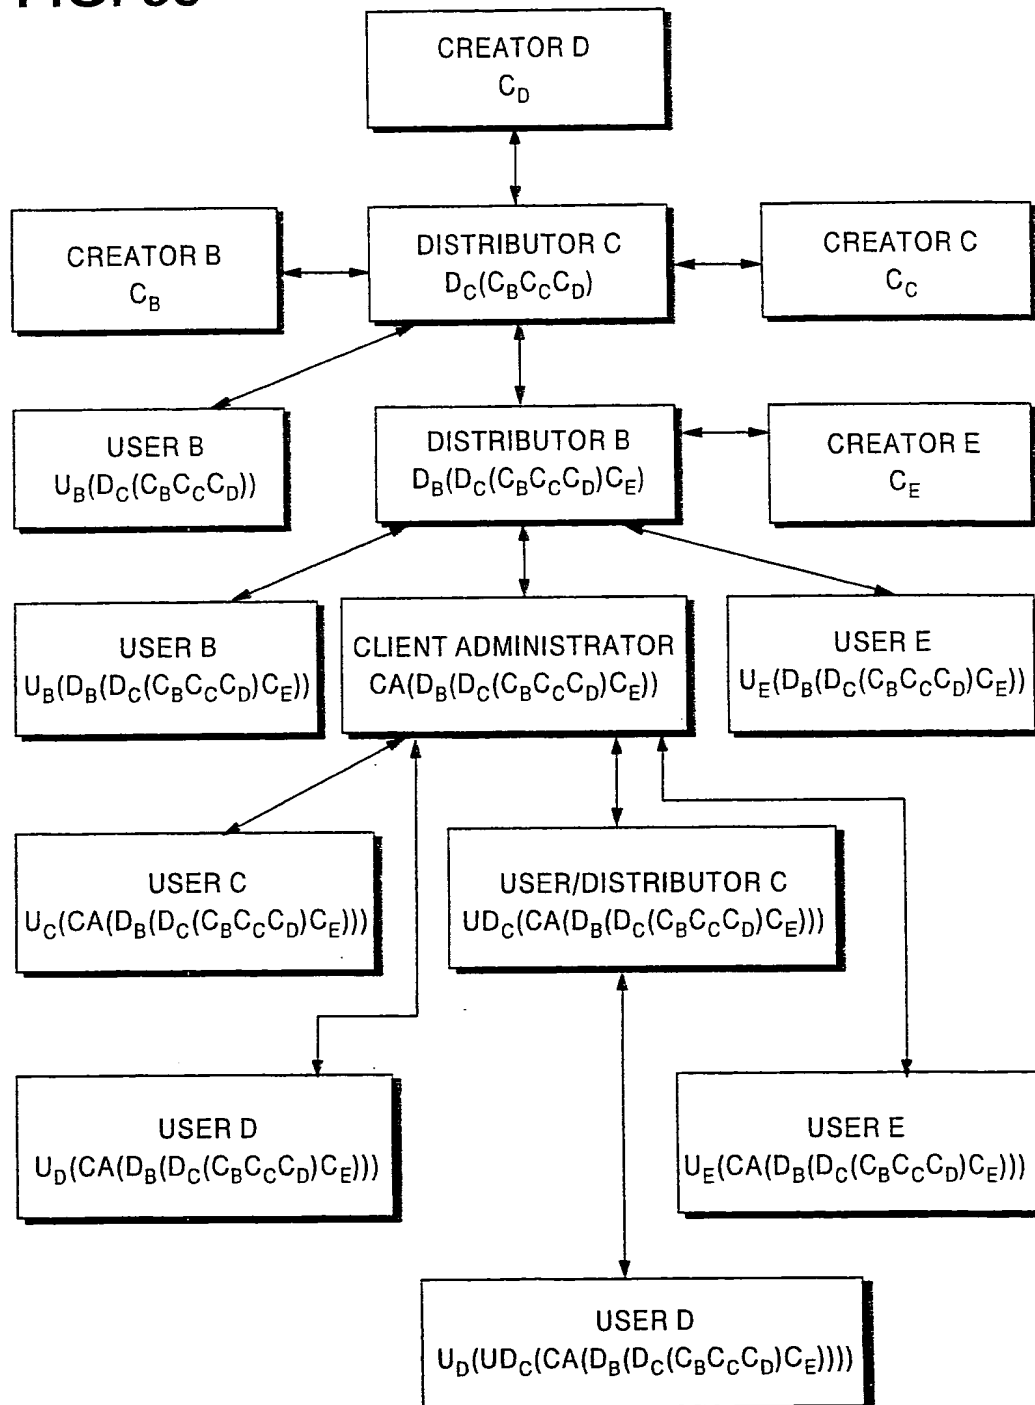 CREATOR D
C_D
CREATOR B
C_B
DISTRIBUTOR C
D_C(C_BC_CC_D)
CREATOR C
C_C
USER B
U_B(D_C(C_BC_CC_D))
DISTRIBUTOR B
D_B(D_C(C_BC_CC_D)C_E)
CREATOR E
C_E
USER B
U_B(D_B(D_C(C_BC_CC_D)C_E))
CLIENT ADMINISTRATOR
CA(D_B(D_C(C_BC_CC_D)C_E))
USER E
U_E(D_B(D_C(C_BC_CC_D)C_E))
USER C
U_C(CA(D_B(D_C(C_BC_CC_D)C_E)))
USER/DISTRIBUTOR C
UD_C(CA(D_B(D_C(C_BC_CC_D)C_E)))
USER D
U_D(CA(D_B(D_C(C_BC_CC_D)C_E)))
USER E
U_E(CA(D_B(D_C(C_BC_CC_D)C_E)))
USER D
U_D(UD_C(CA(D_B(D_C(C_BC_CC_D)C_E))))